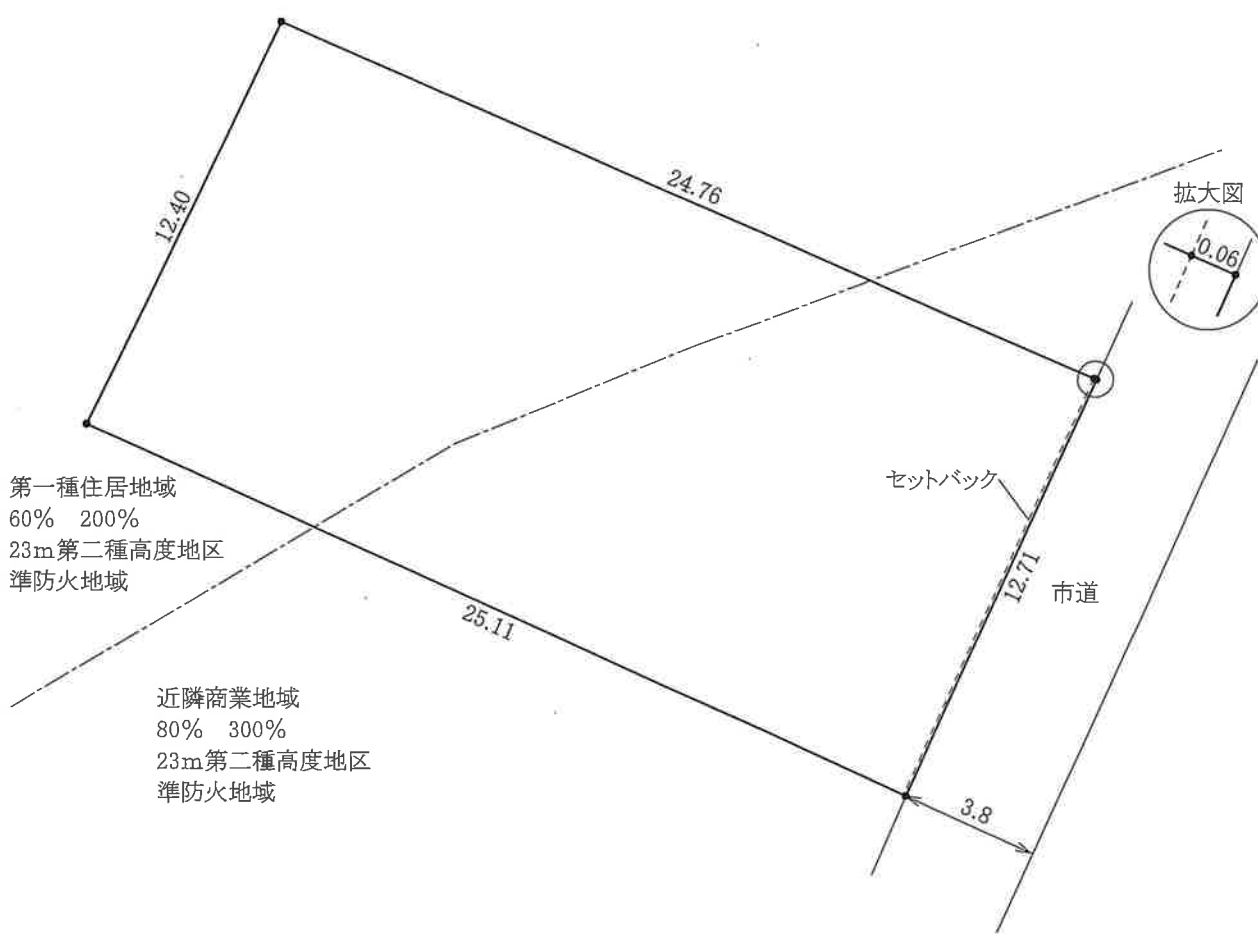 24.76
12.40
拡大図
0.06
第一種住居地域
60%　200%
23m第二種高度地区
準防火地域
セットバック
12.71
市道
25.11
近隣商業地域
80%　300%
23m第二種高度地区
準防火地域
3.8